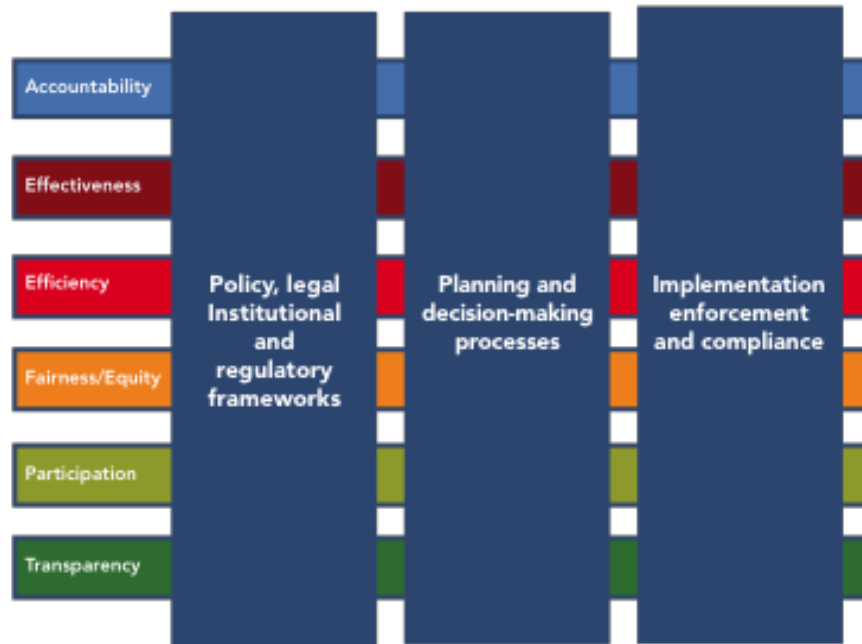 Accountability
Effectiveness
Efficiency
Fairness/Equity
Participation
Transparency
Policy, legal
Institutional
and
regulatory
frameworks
Planning and
decision-making
processes
Implementation
enforcement
and compliance